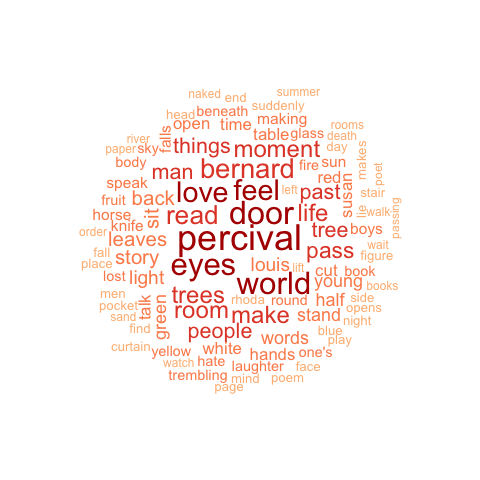 naked end summer
head beneath suddenly
falls open time making rooms
river tableglass death
paper sky things moment fire day makes
body man bernard sun poet
speak love feel left red susan stair
fruit back past lie walk passing
horse sit read door life
knife tree boys
order leaves percival wait
fall story eyes louis lift pass figure
place cut book
lost light world young books
men trees rhoda round half side
pocket talk room make opens
sand green stand night
find people words blue
curtain white play
yellow hate hands one's
watch laughter face
trembling mind poem
page